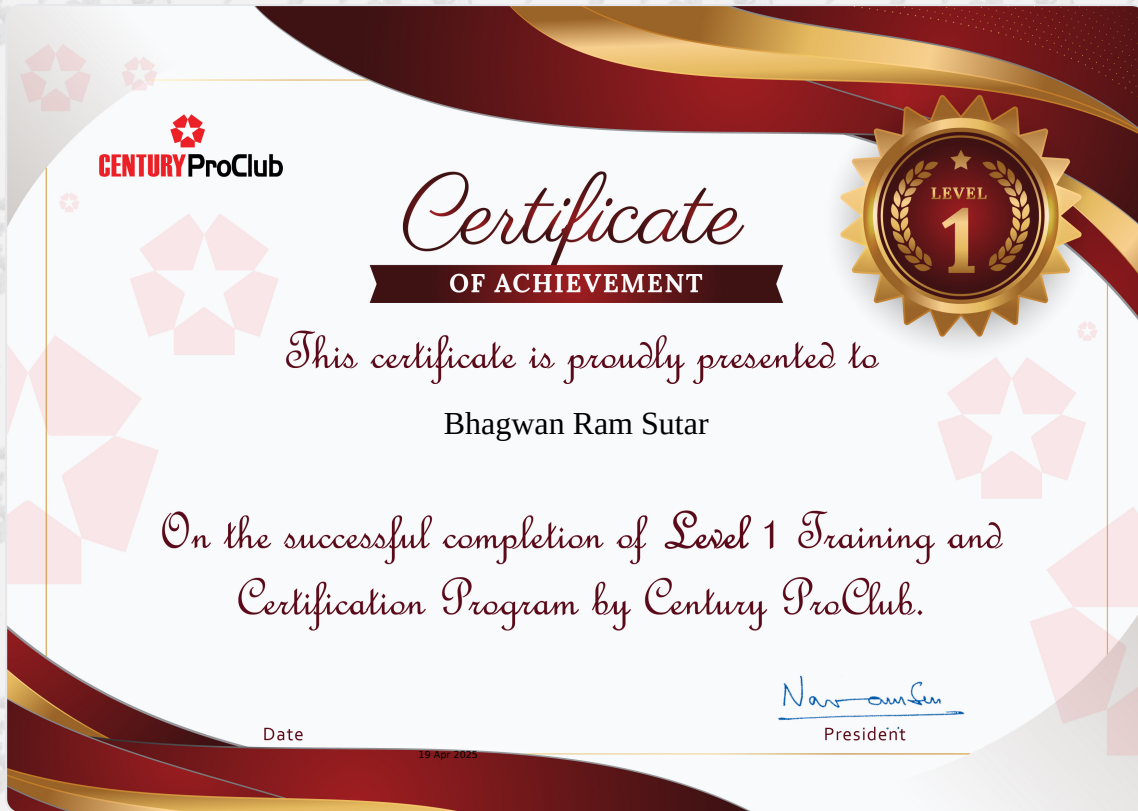 CENTURY ProClub
LEVEL
1
Certificate
OF ACHIEVEMENT
This certificate is proudly presented to
Bhagwan Ram Sutar
On the successful completion of Level 1 Training and
Certification Program by Century ProClub.
Date
President
19 Apr 2025